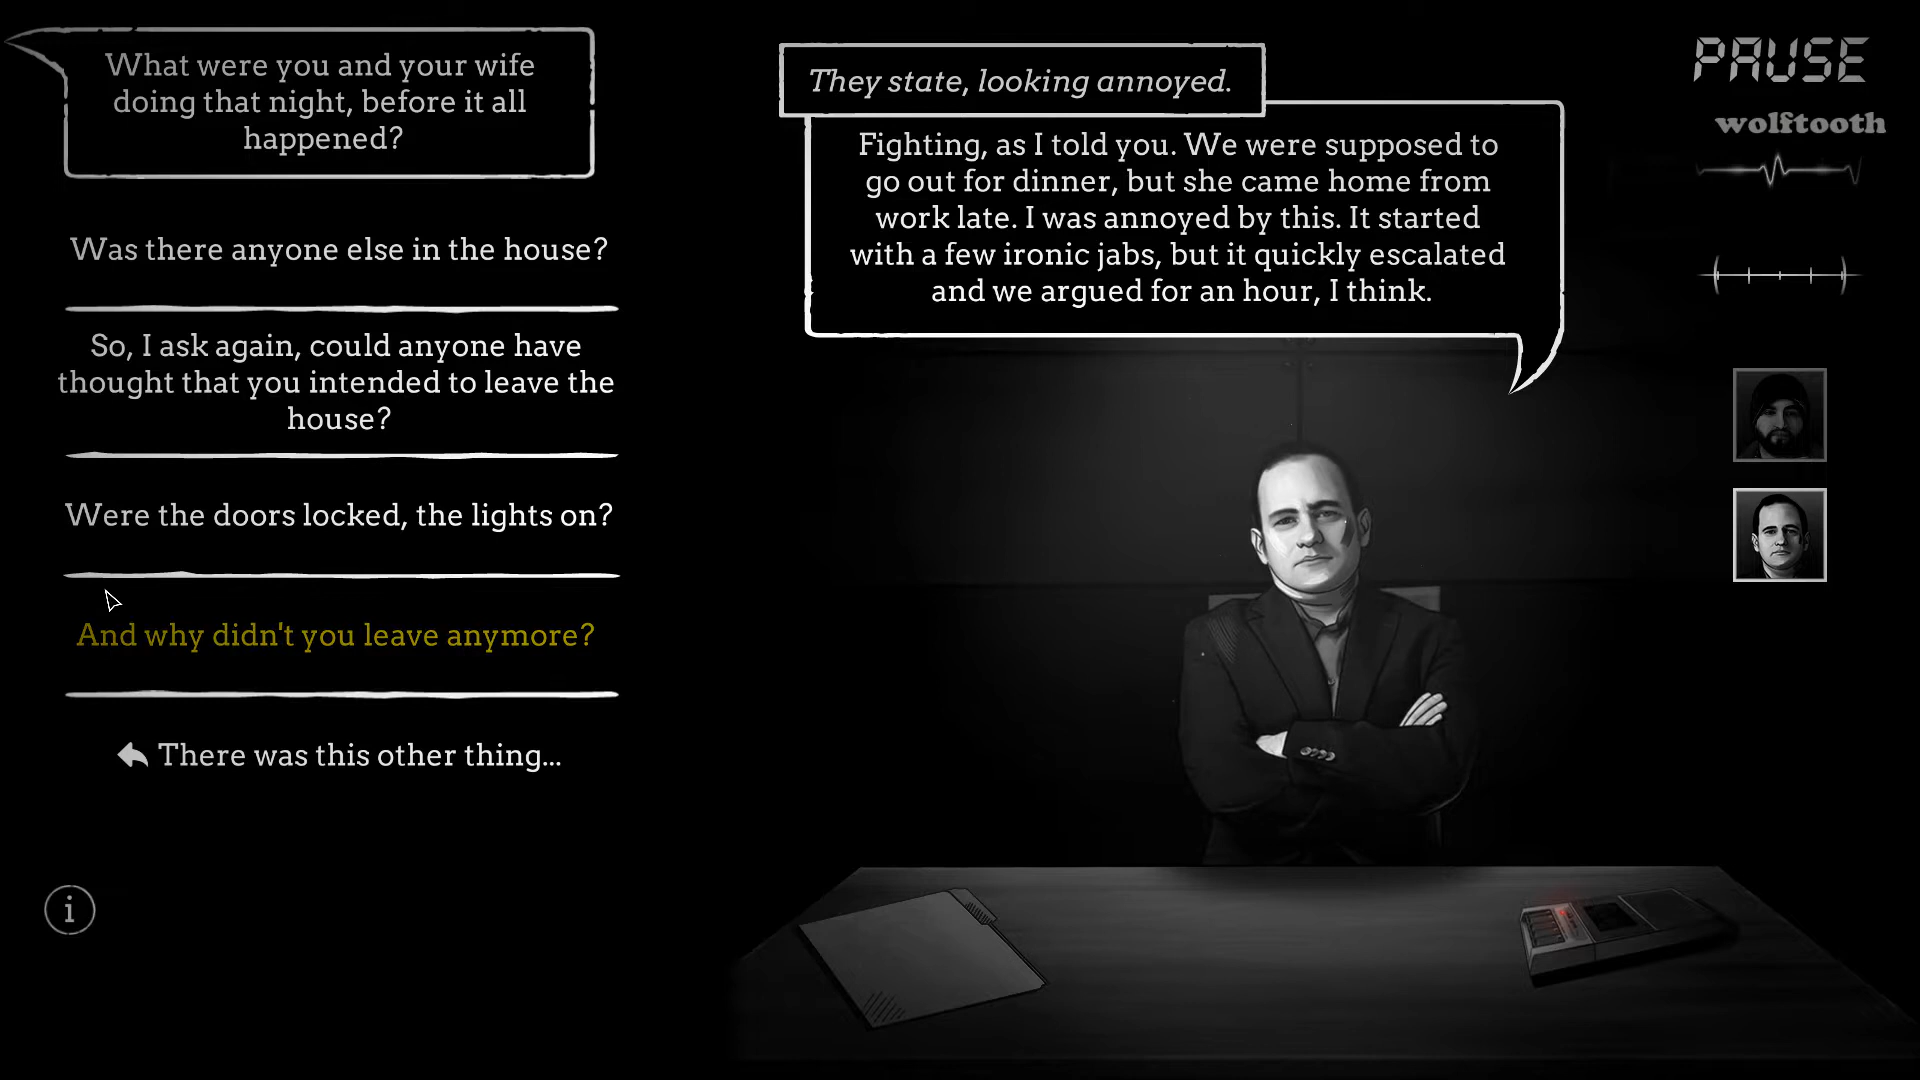 What were you and your wife
doing that night, before it all
happened?
Was there anyone else in the house?
So, I ask again, could anyone have
thought that you intended to leave the
house?
Were the doors locked, the lights on?
And why didn't you leave anymore?
There was this other thing...
i
They state, looking annoyed.
Fighting, as I told you. We were supposed to
go out for dinner, but she came home from
work late. I was annoyed by this. It started
with a few ironic jabs, but it quickly escalated
and we argued for an hour, I think.
PAUSE
wolftooth